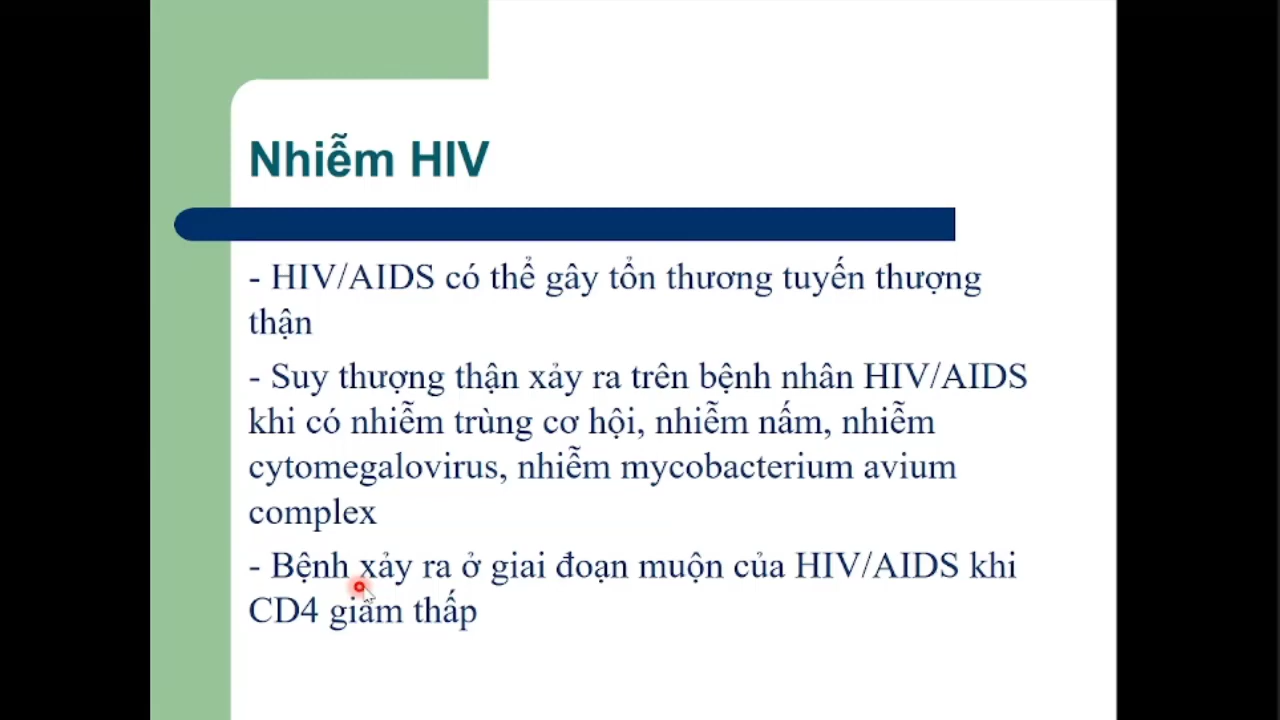 Nhiễm HIV
- HIV/AIDS có thể gây tổn thương tuyến thượng
thận
- Suy thượng thận xảy ra trên bệnh nhân HIV/AIDS
khi có nhiễm trùng cơ hội, nhiễm nấm, nhiễm
cytomegalovirus, nhiễm mycobacterium avium
complex
- Bệnh xảy ra ở giai đoạn muộn của HIV/AIDS khi
CD4 giảm thấp